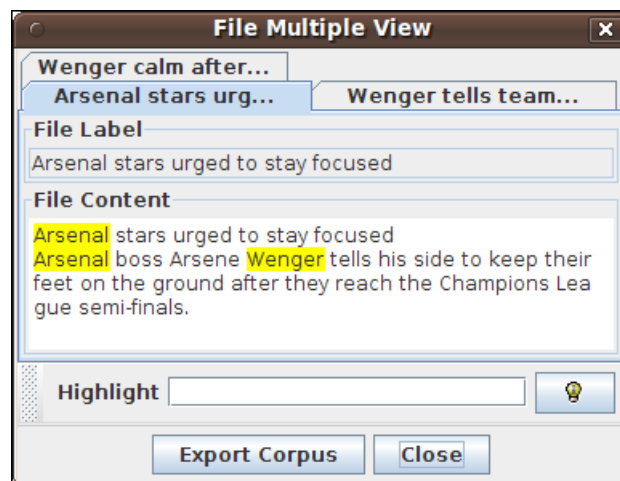 File Multiple View
Wenger calm after...
Arsenal stars urg...
Wenger tells team...
File Label
Arsenal stars urged to stay focused
File Content
Arsenal stars urged to stay focused
Arsenal boss Arsene Wenger tells his side to keep their
feet on the ground after they reach the Champions Lea
gue semi-finals.
Highlight
Export Corpus
Close